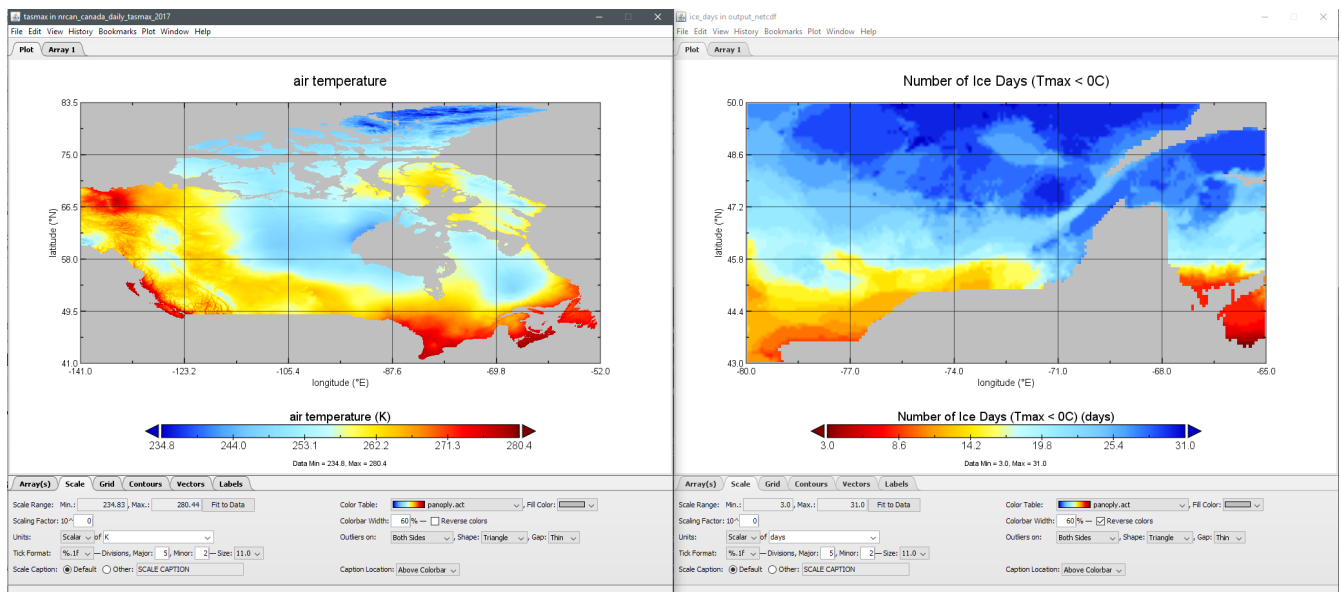 tasmax in nrcan_canada_daily_tasmax_2017
File Edit View History Bookmarks Plot Window Help
Plot Array 1
air temperature
83.5
75.0
66.5
58.0
49.5
41.0
latitude (°N)
-141.0 -123.2 -105.4 -87.6 -69.8 -52.0
longitude (°E)
air temperature (K)
234.8 244.0 253.1 262.2 271.3 280.4
Data Min = 234.8, Max = 280.4
Array(s) Scale Grid Contours Vectors Labels
Scale Range: Min.: 234.83 , Max.: 280.44 Fit to Data
Scaling Factor: 10^ 0
Units: Scalar of K
Tick Format: %.1f — Divisions, Major: 5 , Minor: 2 — Size: 11.0
Scale Caption: Default Other: SCALE CAPTION
Color Table: panoply.act , Fill Color:
Colorbar Width: 60 % — Reverse colors
Outliers on: Both Sides , Shape: Triangle , Gap: Thin
Caption Location: Above Colorbar
ice_days in output_netcdf
File Edit View History Bookmarks Plot Window Help
Plot Array 1
Number of Ice Days (Tmax < 0C)
50.0
48.6
47.2
45.8
44.4
43.0
latitude (°N)
-80.0 -77.0 -74.0 -71.0 -68.0 -65.0
longitude (°E)
Number of Ice Days (Tmax < 0C) (days)
3.0 8.6 14.2 19.8 25.4 31.0
Data Min = 3.0, Max = 31.0
Array(s) Scale Grid Contours Vectors Labels
Scale Range: Min.: 3.0 , Max.: 31.0 Fit to Data
Scaling Factor: 10^ 0
Units: Scalar of days
Tick Format: %.1f — Divisions, Major: 5 , Minor: 2 — Size: 11.0
Scale Caption: Default Other: SCALE CAPTION
Color Table: panoply.act , Fill Color:
Colorbar Width: 60 % — Reverse colors
Outliers on: Both Sides , Shape: Triangle , Gap: Thin
Caption Location: Above Colorbar